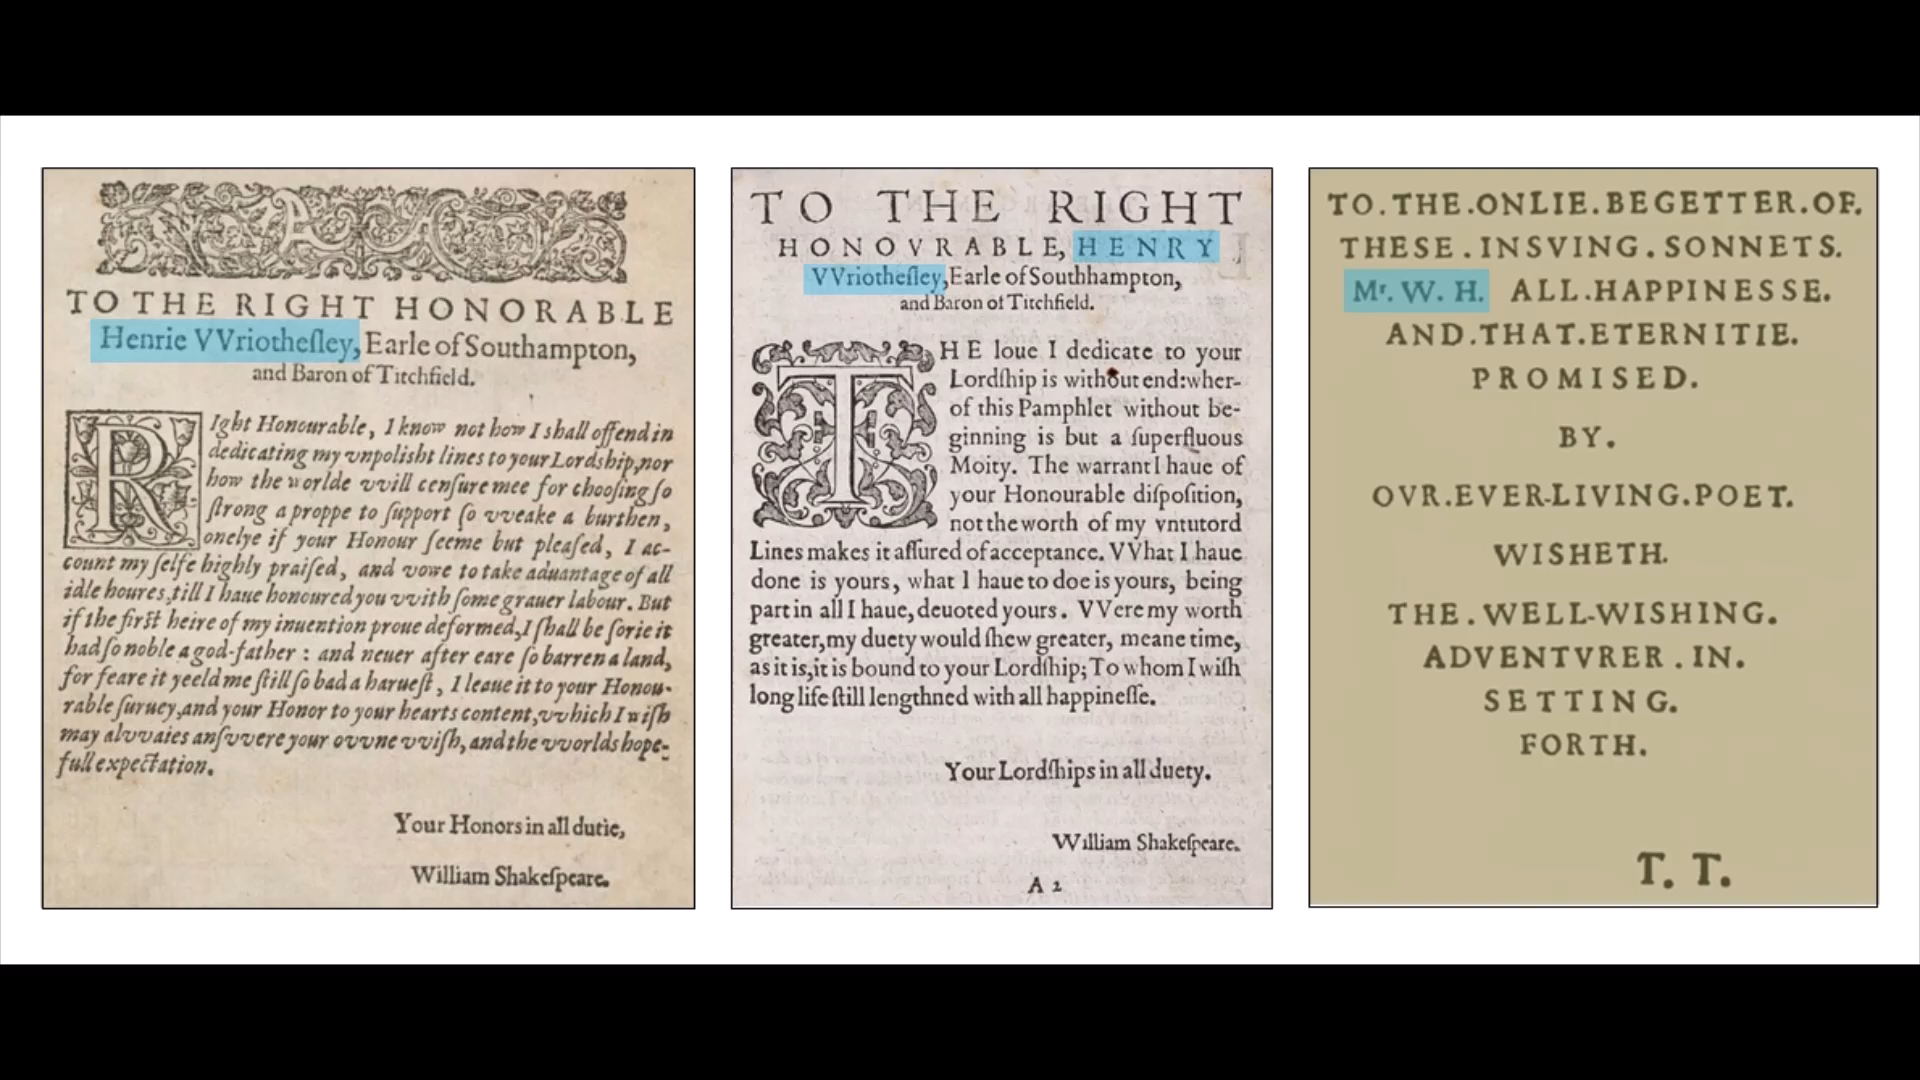 TO THE RIGHT HONORABLE
Henrie VVriotheſley, Earle of Southampton,
and Baron of Titchfield.
RIght Honourable, I know not how I shall offend in
dedicating my vnpolisht lines to your Lordship, nor
how the worlde vvill cenſure mee for chooſing ſo
ſtrong a proppe to ſupport ſo vveake a burthen,
onelye if your Honour ſeeme but pleaſed, I ac-
count my ſelfe highly praiſed, and vowe to take aduantage of all
idle houres, till I haue honoured you vvith ſome grauer labour. But
if the firſt heire of my inuention proue deformed, I ſhall be ſorie it
had ſo noble a god-father : and neuer after eare ſo barren a land,
for feare it yeeld me ſtill ſo bad a harueſt, I leaue it to your Honou-
rable ſuruey, and your Honor to your hearts content, vvhich I wiſh
may alvvaies anſvvere your ovvne vviſh, and the vvorlds hope-
full expectation.
Your Honors in all dutie,
William Shakeſpeare.
TO THE RIGHT
HONOVRABLE, HENRY
VVriotheſley, Earle of Southhampton,
and Baron of Titchfield.
THE loue I dedicate to your
Lordſhip is without end: wher-
of this Pamphlet without be-
ginning is but a ſuperfluous
Moity. The warrant I haue of
your Honourable diſpoſition,
not the worth of my vntutord
Lines makes it aſſured of acceptance. VVhat I haue
done is yours, what I haue to doe is yours, being
part in all I haue, deuoted yours. VVere my worth
greater, my duety would ſhew greater, meane time,
as it is, it is bound to your Lordſhip; To whom I wiſh
long life ſtill lengthned with all happineſſe.
Your Lordſhips in all duety.
William Shakeſpeare.
A 2
TO.THE.ONLIE.BEGETTER.OF.
THESE.INSVING.SONNETS.
Mr. W. H. ALL.HAPPINESSE.
AND.THAT.ETERNITIE.
PROMISED.
BY.
OVR.EVER-LIVING.POET.
WISHETH.
THE.WELL-WISHING.
ADVENTVRER.IN.
SETTING.
FORTH.
T. T.